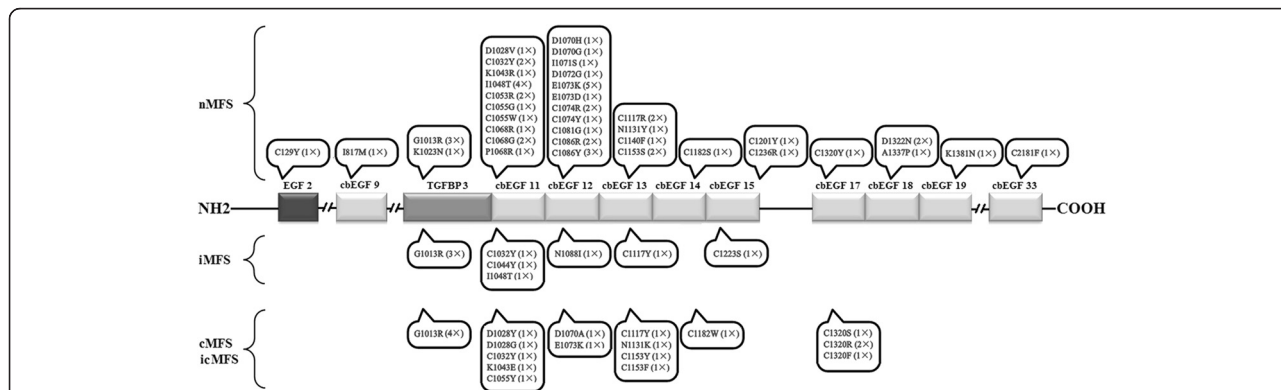 nMFS
C129Y (1×)
I817M (1×)
G1013R (3×)
K1023N (1×)
D1028V (1×)
C1032Y (2×)
K1043R (1×)
I1048T (4×)
C1053R (2×)
C1055G (1×)
C1055W (1×)
C1068R (1×)
C1068G (2×)
P1068R (1×)
D1070H (1×)
D1070G (1×)
I1071S (1×)
D1072G (1×)
E1073K (5×)
E1073D (1×)
C1074R (2×)
C1074Y (1×)
C1081G (1×)
C1086R (2×)
C1086Y (3×)
C1117R (2×)
N1131Y (1×)
C1140F (1×)
C1153S (2×)
C1182S (1×)
C1201Y (1×)
C1236R (1×)
C1320Y (1×)
D1322N (2×)
A1337P (1×)
K1381N (1×)
C2181F (1×)
EGF 2
cbEGF 9
TGFBP3
cbEGF 11
cbEGF 12
cbEGF 13
cbEGF 14
cbEGF 15
cbEGF 17
cbEGF 18
cbEGF 19
cbEGF 33
NH2
COOH
iMFS
G1013R (3×)
C1032Y (1×)
C1044Y (1×)
I1048T (1×)
N1088I (1×)
C1117Y (1×)
C1223S (1×)
cMFS
icMFS
G1013R (4×)
D1028Y (1×)
D1028G (1×)
C1032Y (1×)
K1043E (1×)
C1055Y (1×)
D1070A (1×)
E1073K (1×)
C1117Y (1×)
N1131K (1×)
C1153Y (1×)
C1153F (1×)
C1182W (1×)
C1320S (1×)
C1320R (2×)
C1320F (1×)